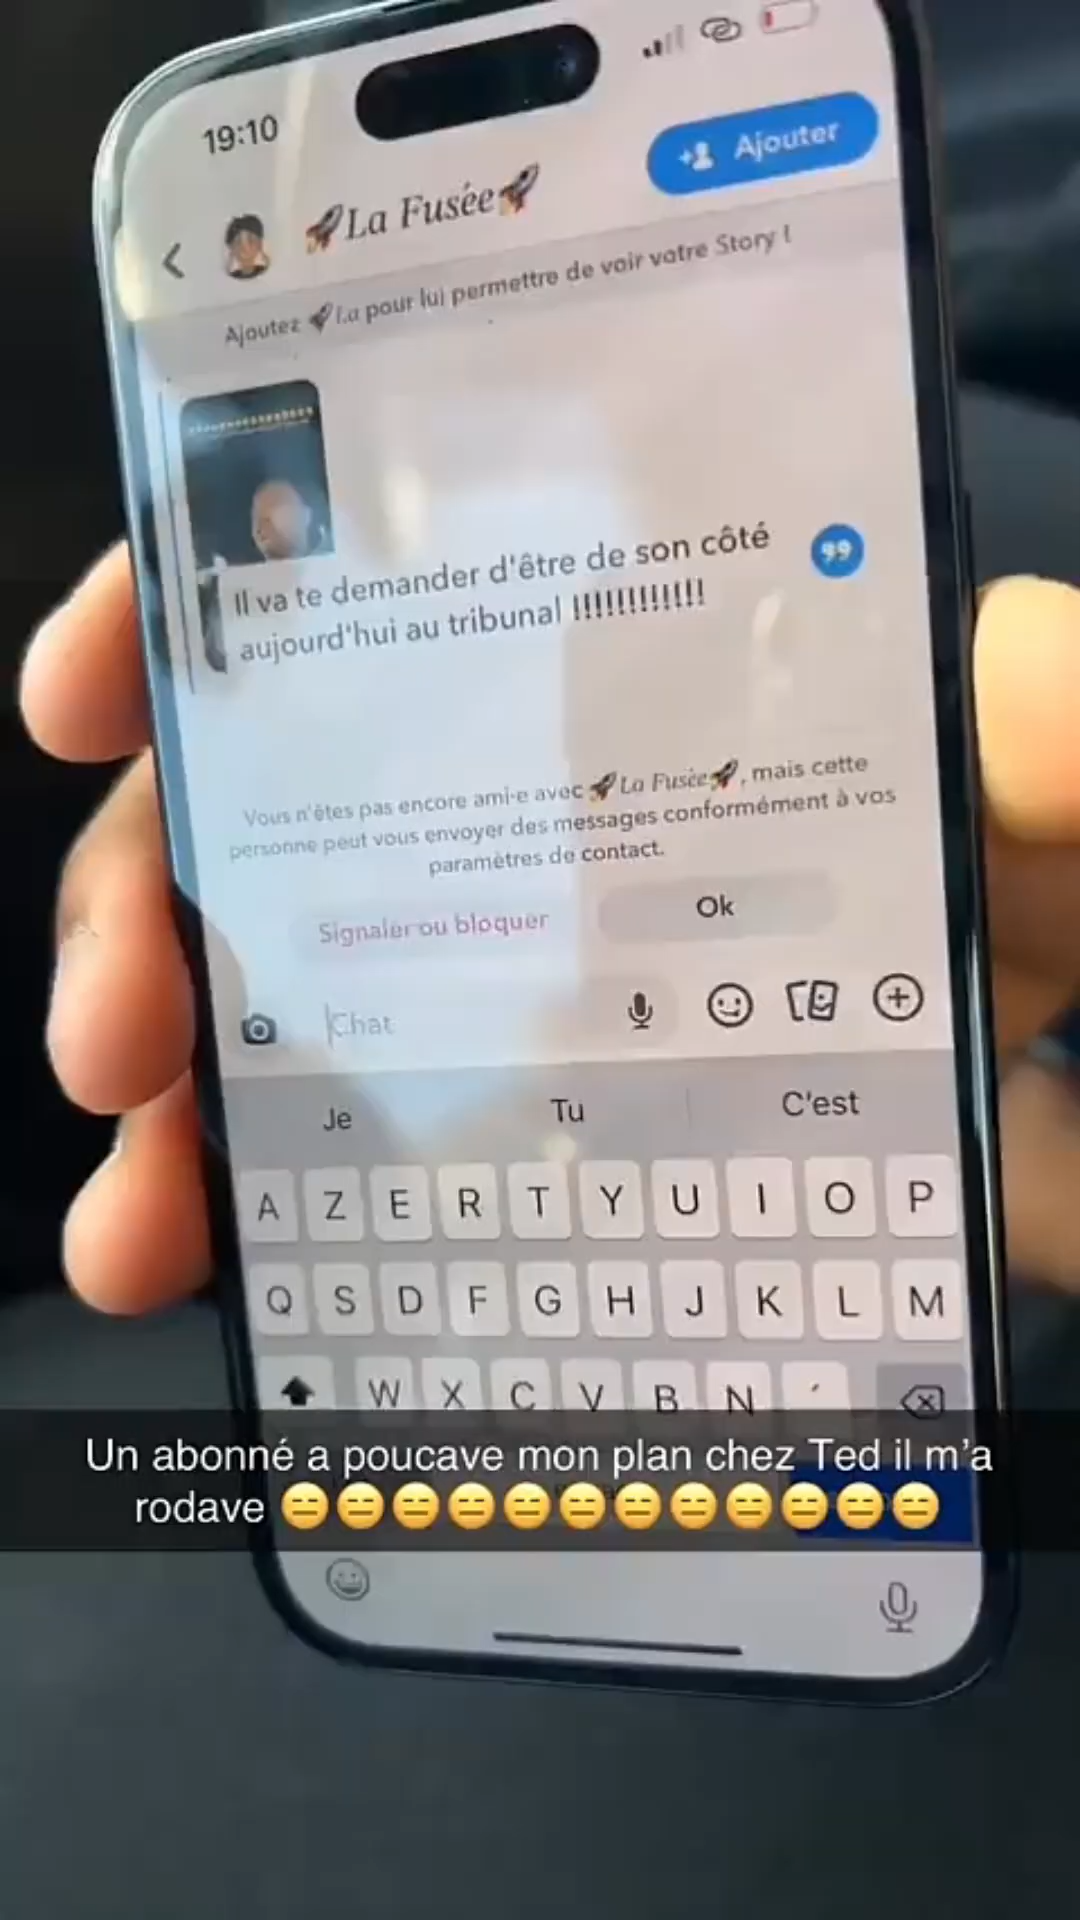 19:10
🚀La Fusée🚀
Ajouter
Ajoutez 🚀La pour lui permettre de voir votre Story !
Il va te demander d'être de son côté
aujourd'hui au tribunal !!!!!!!!!!!!
Vous n'êtes pas encore ami·e avec 🚀La Fusée🚀, mais cette
personne peut vous envoyer des messages conformément à vos
paramètres de contact.
Signaler ou bloquer
Ok
Chat
Je Tu C'est
A Z E R T Y U I O P
Q S D F G H J K L M
W X C V B N ´
Un abonné a poucave mon plan chez Ted il m’a
rodave 😑😑😑😑😑😑😑😑😑😑😑😑